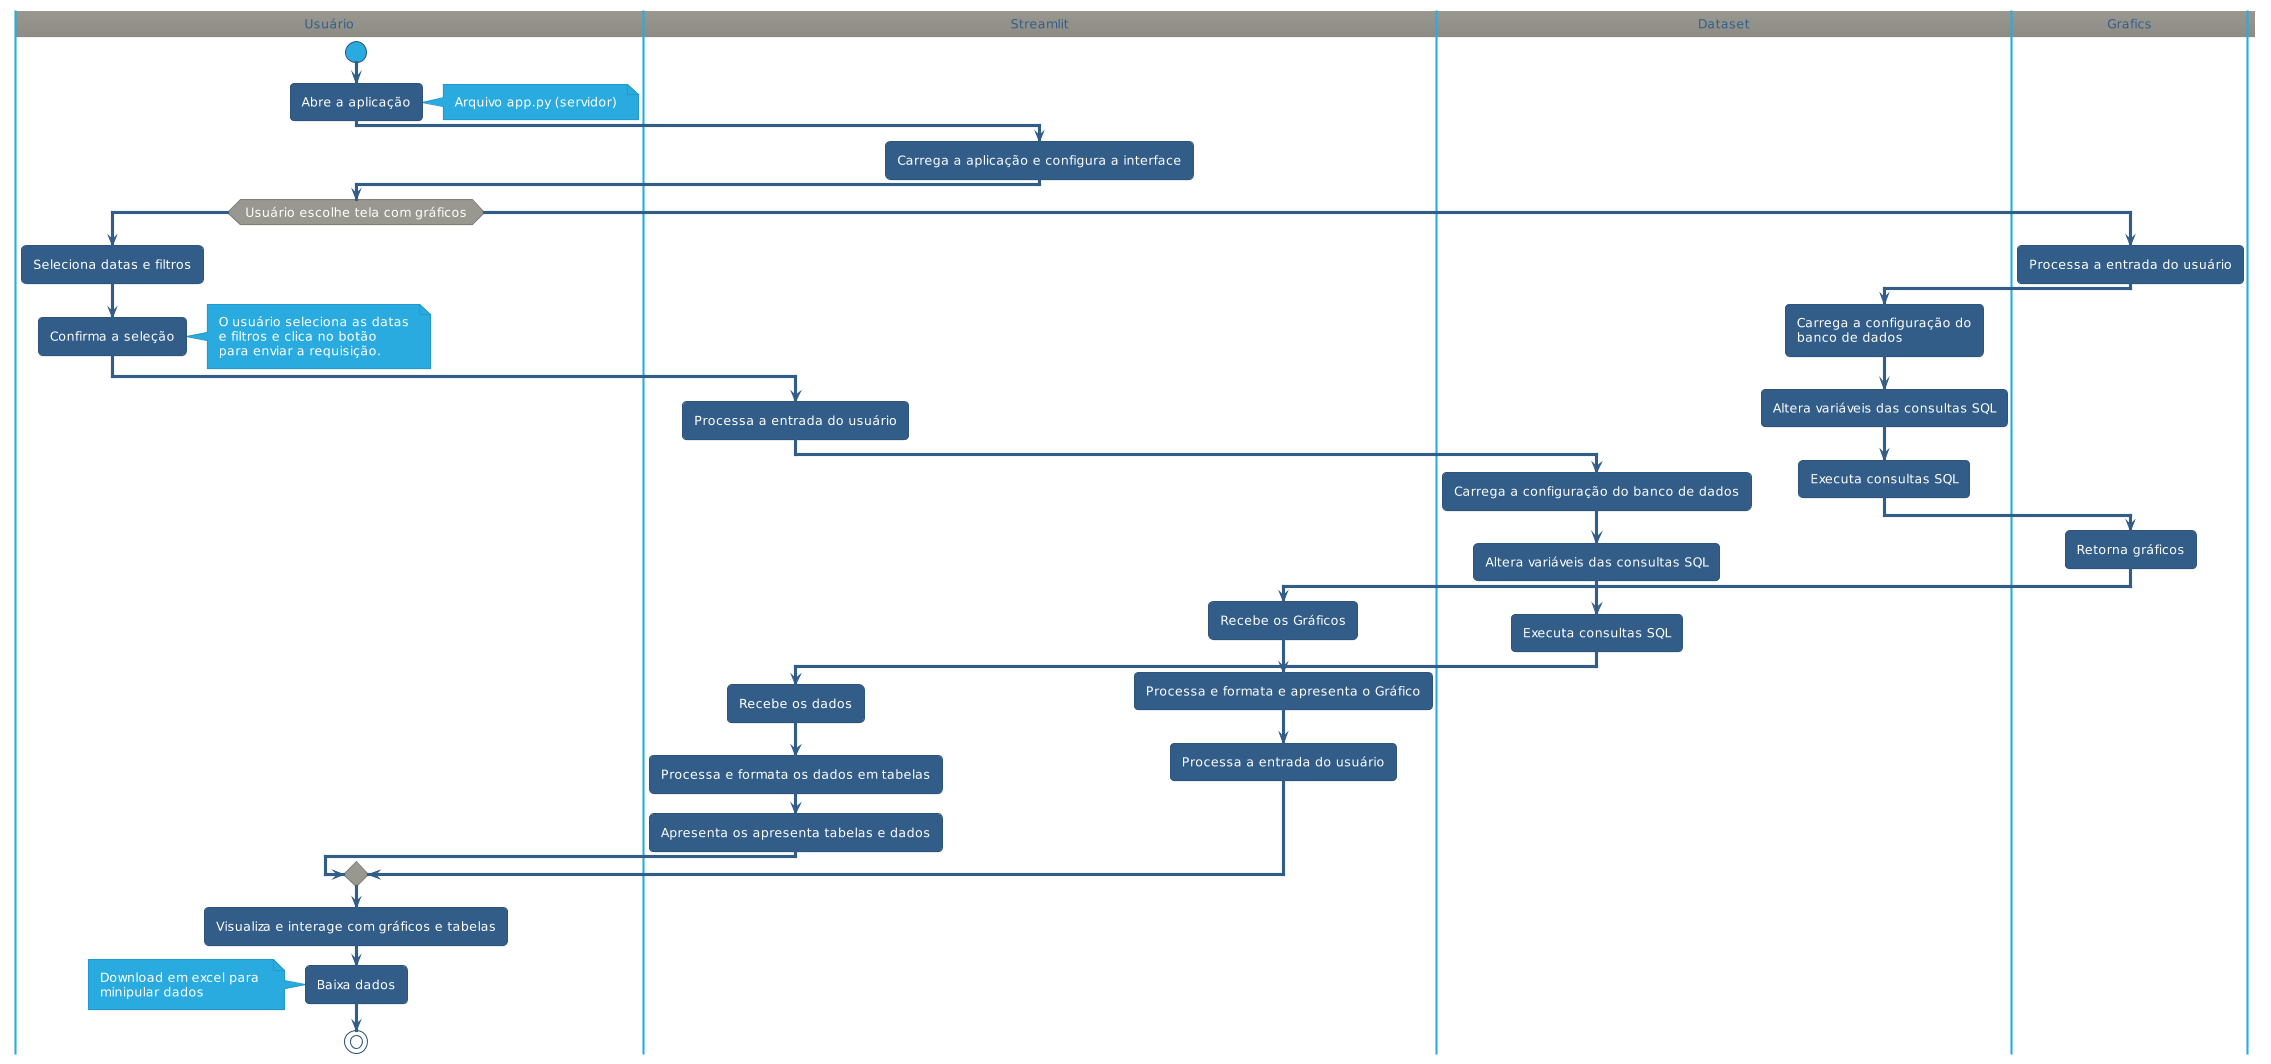 Usuário
Streamlit
Dataset
Grafics
Abre a aplicação
Arquivo app.py (servidor)
Carrega a aplicação e configura a interface
Usuário escolhe tela com gráficos
Seleciona datas e filtros
Processa a entrada do usuário
Confirma a seleção
O usuário seleciona as datas
e filtros e clica no botão
para enviar a requisição.
Carrega a configuração do
banco de dados
Altera variáveis das consultas SQL
Processa a entrada do usuário
Executa consultas SQL
Carrega a configuração do banco de dados
Retorna gráficos
Altera variáveis das consultas SQL
Recebe os Gráficos
Executa consultas SQL
Processa e formata e apresenta o Gráfico
Recebe os dados
Processa a entrada do usuário
Processa e formata os dados em tabelas
Apresenta os apresenta tabelas e dados
Visualiza e interage com gráficos e tabelas
Download em excel para
minipular dados
Baixa dados